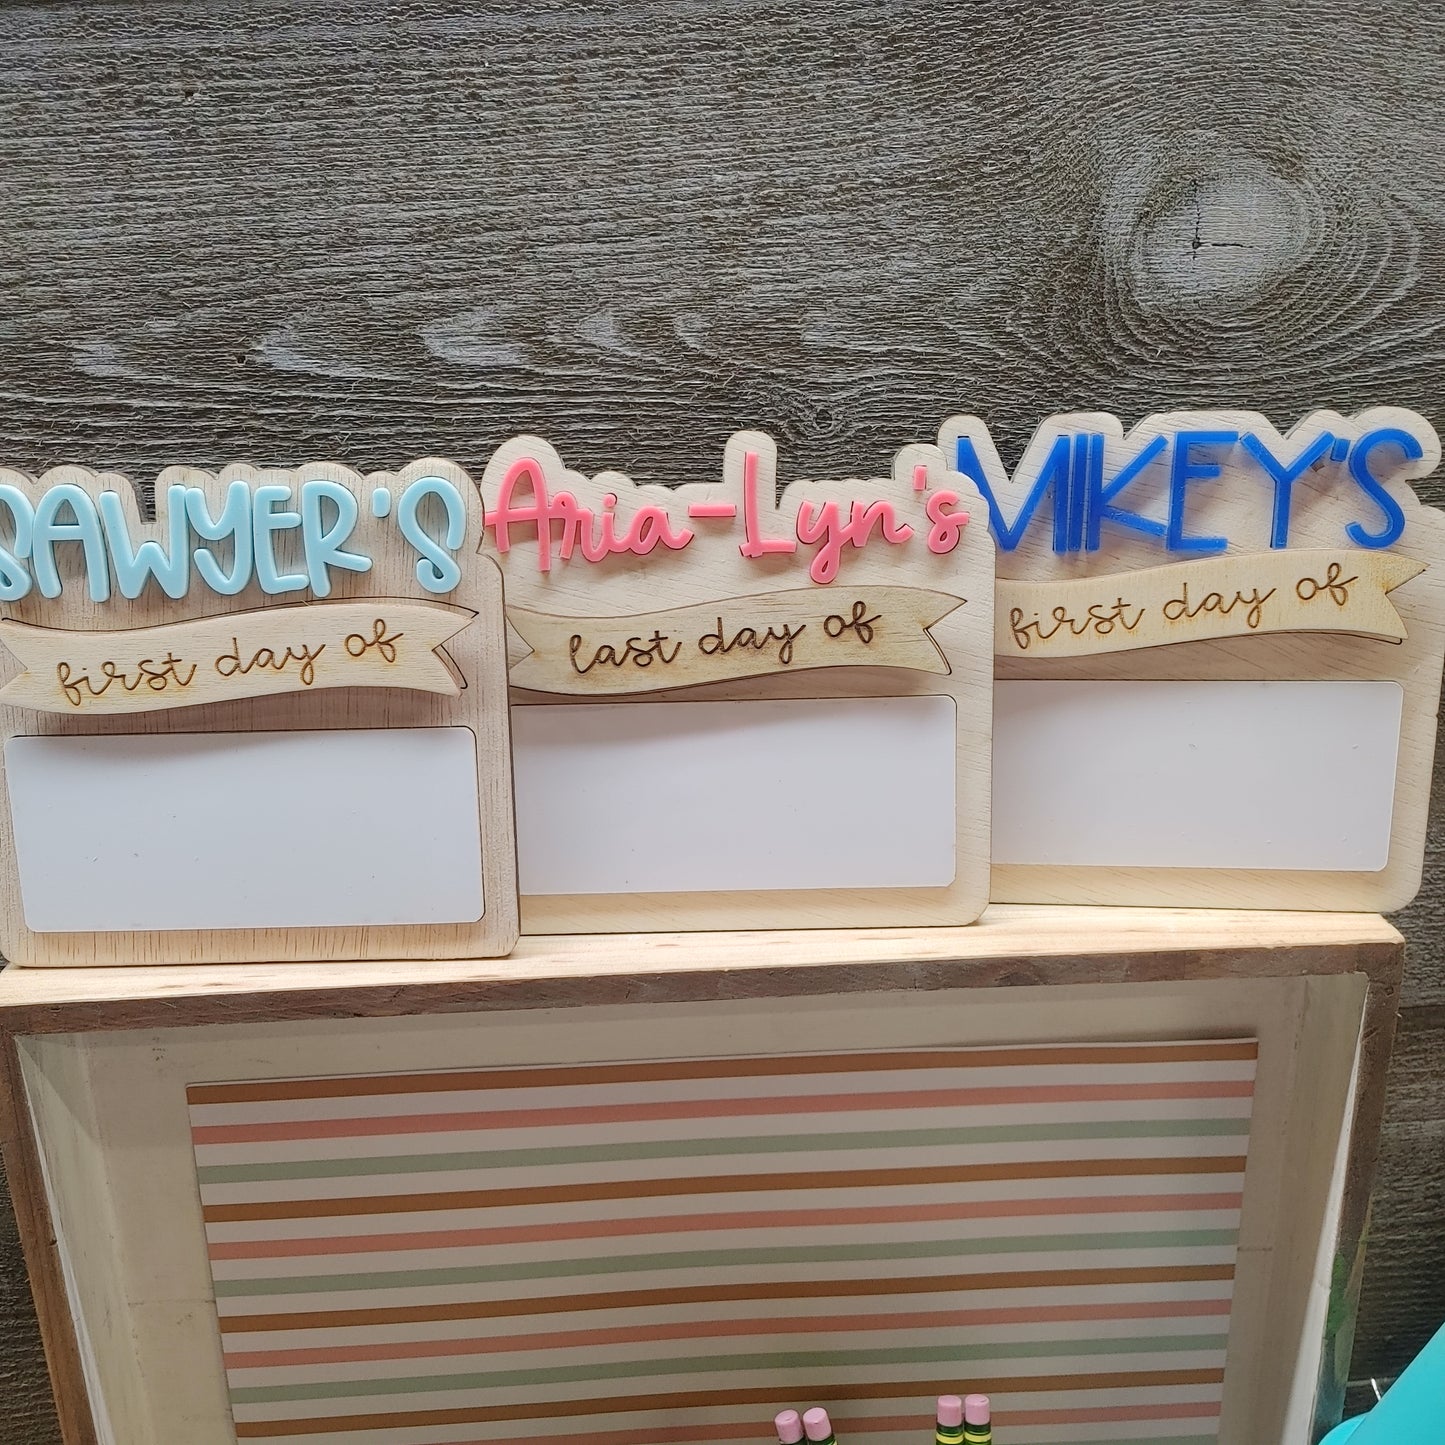 SAWYER'S
first day of
Aria-Lyn's
last day of
MIKEY'S
first day of